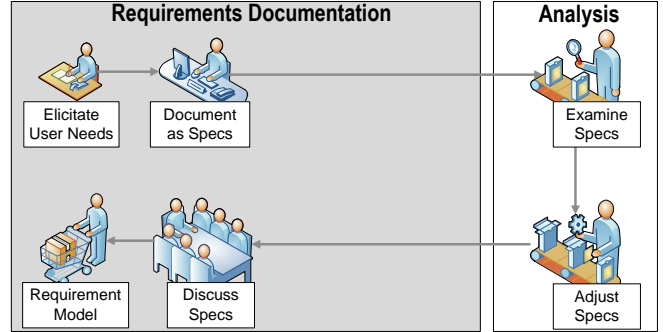 Requirements Documentation
Analysis
Elicitate
User Needs
Document
as Specs
Examine
Specs
Requirement
Model
Discuss
Specs
Adjust
Specs